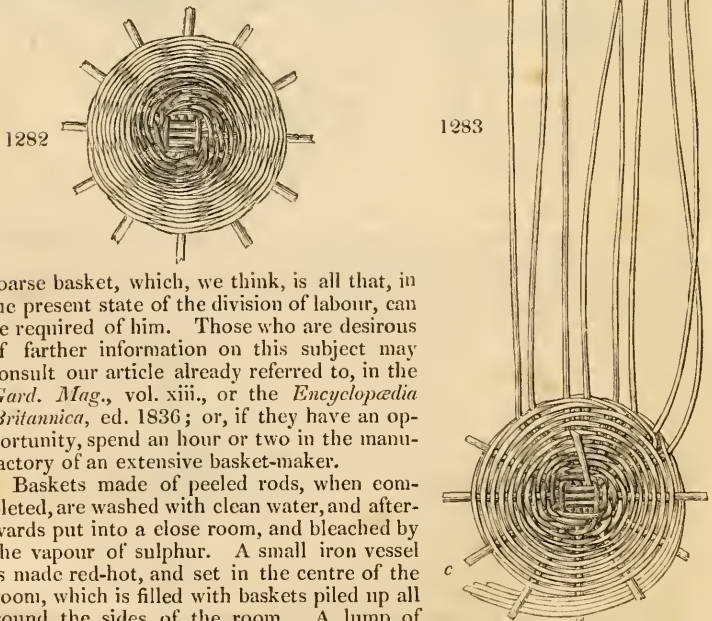 1282
1283
oarse basket, which, we think, is all that, in
ne present state of the division of labour, can
e required of him. Those who are desirous
f farther information on this subject may
onsult our article already referred to, in the
Gard. Mag., vol. xiii., or the Encyclopædia
Britannica, ed. 1836; or, if they have an op-
ortunity, spend an hour or two in the manu-
actory of an extensive basket-maker.
Baskets made of peeled rods, when com-
leted, are washed with clean water, and after-
wards put into a close room, and bleached by
he vapour of sulphur. A small iron vessel
s made red-hot, and set in the centre of the
oom, which is filled with baskets piled up all
round the sides of the room. A lump of
c